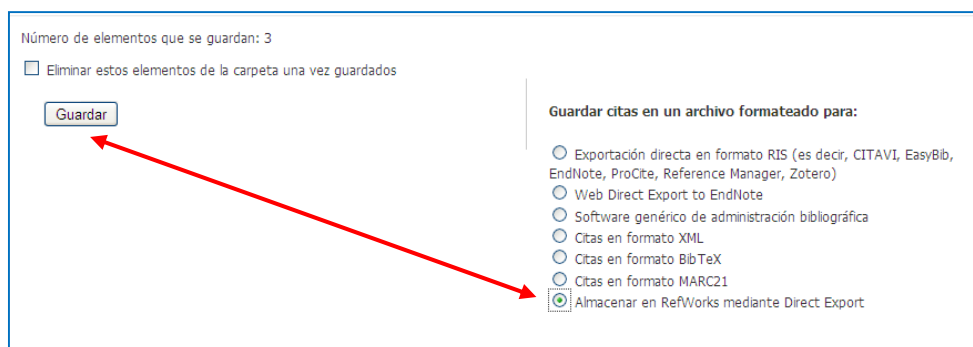 Número de elementos que se guardan: 3
Eliminar estos elementos de la carpeta una vez guardados
Guardar
Guardar citas en un archivo formateado para:
Exportación directa en formato RIS (es decir, CITAVI, EasyBib,
EndNote, ProCite, Reference Manager, Zotero)
Web Direct Export to EndNote
Software genérico de administración bibliográfica
Citas en formato XML
Citas en formato BibTeX
Citas en formato MARC21
Almacenar en RefWorks mediante Direct Export